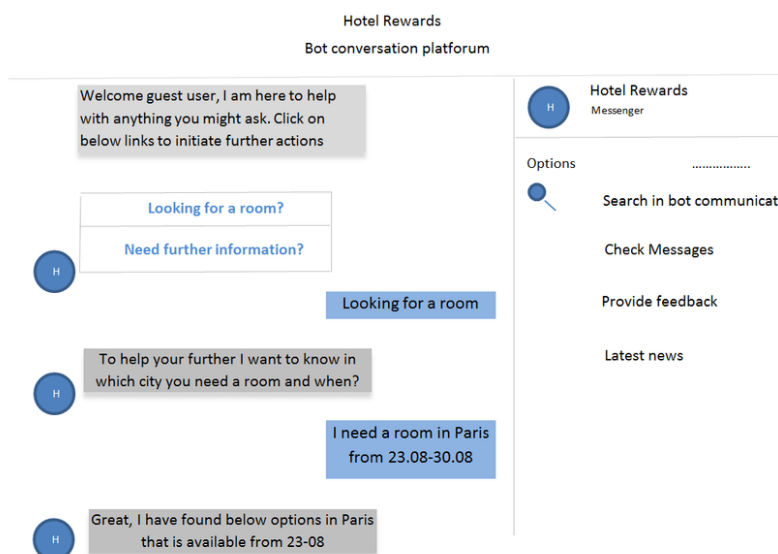 Hotel Rewards
Bot conversation platforum
Welcome guest user, I am here to help
with anything you might ask. Click on
below links to initiate further actions
Looking for a room?
Need further information?
H
Looking for a room
To help your further I want to know in
which city you need a room and when?
H
I need a room in Paris
from 23.08-30.08
Great, I have found below options in Paris
that is available from 23-08
H
H
Hotel Rewards
Messenger
Options
.................
Search in bot communicat
Check Messages
Provide feedback
Latest news